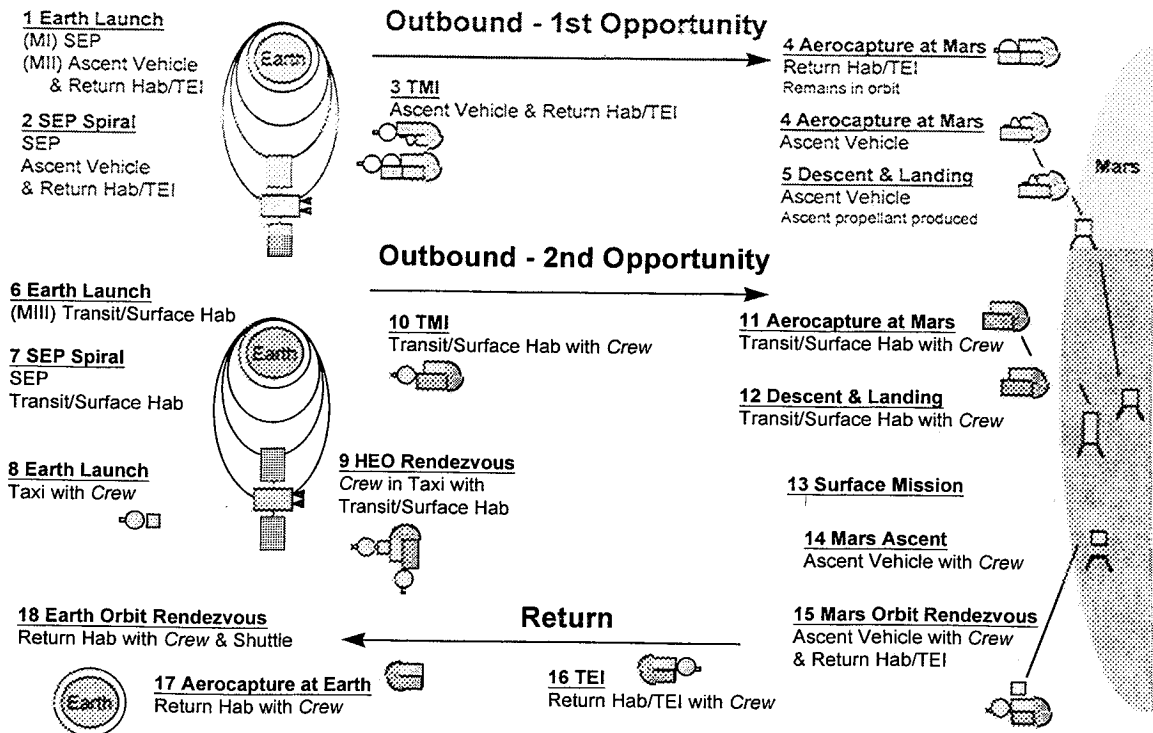 Outbound - 1st Opportunity
1 Earth Launch
(MI) SEP
(MII) Ascent Vehicle
& Return Hab/TEI
2 SEP Spiral
SEP
Ascent Vehicle
& Return Hab/TEI
Earth
3 TMI
Ascent Vehicle & Return Hab/TEI
4 Aerocapture at Mars
Return Hab/TEI
Remains in orbit
4 Aerocapture at Mars
Ascent Vehicle
5 Descent & Landing
Ascent Vehicle
Ascent propellant produced
Mars
Outbound - 2nd Opportunity
6 Earth Launch
(MIII) Transit/Surface Hab
7 SEP Spiral
SEP
Transit/Surface Hab
Earth
8 Earth Launch
Taxi with Crew
9 HEO Rendezvous
Crew in Taxi with
Transit/Surface Hab
10 TMI
Transit/Surface Hab with Crew
11 Aerocapture at Mars
Transit/Surface Hab with Crew
12 Descent & Landing
Transit/Surface Hab with Crew
13 Surface Mission
14 Mars Ascent
Ascent Vehicle with Crew
15 Mars Orbit Rendezvous
Ascent Vehicle with Crew
& Return Hab/TEI
Return
16 TEI
Return Hab/TEI with Crew
17 Aerocapture at Earth
Return Hab with Crew
18 Earth Orbit Rendezvous
Return Hab with Crew & Shuttle
Earth